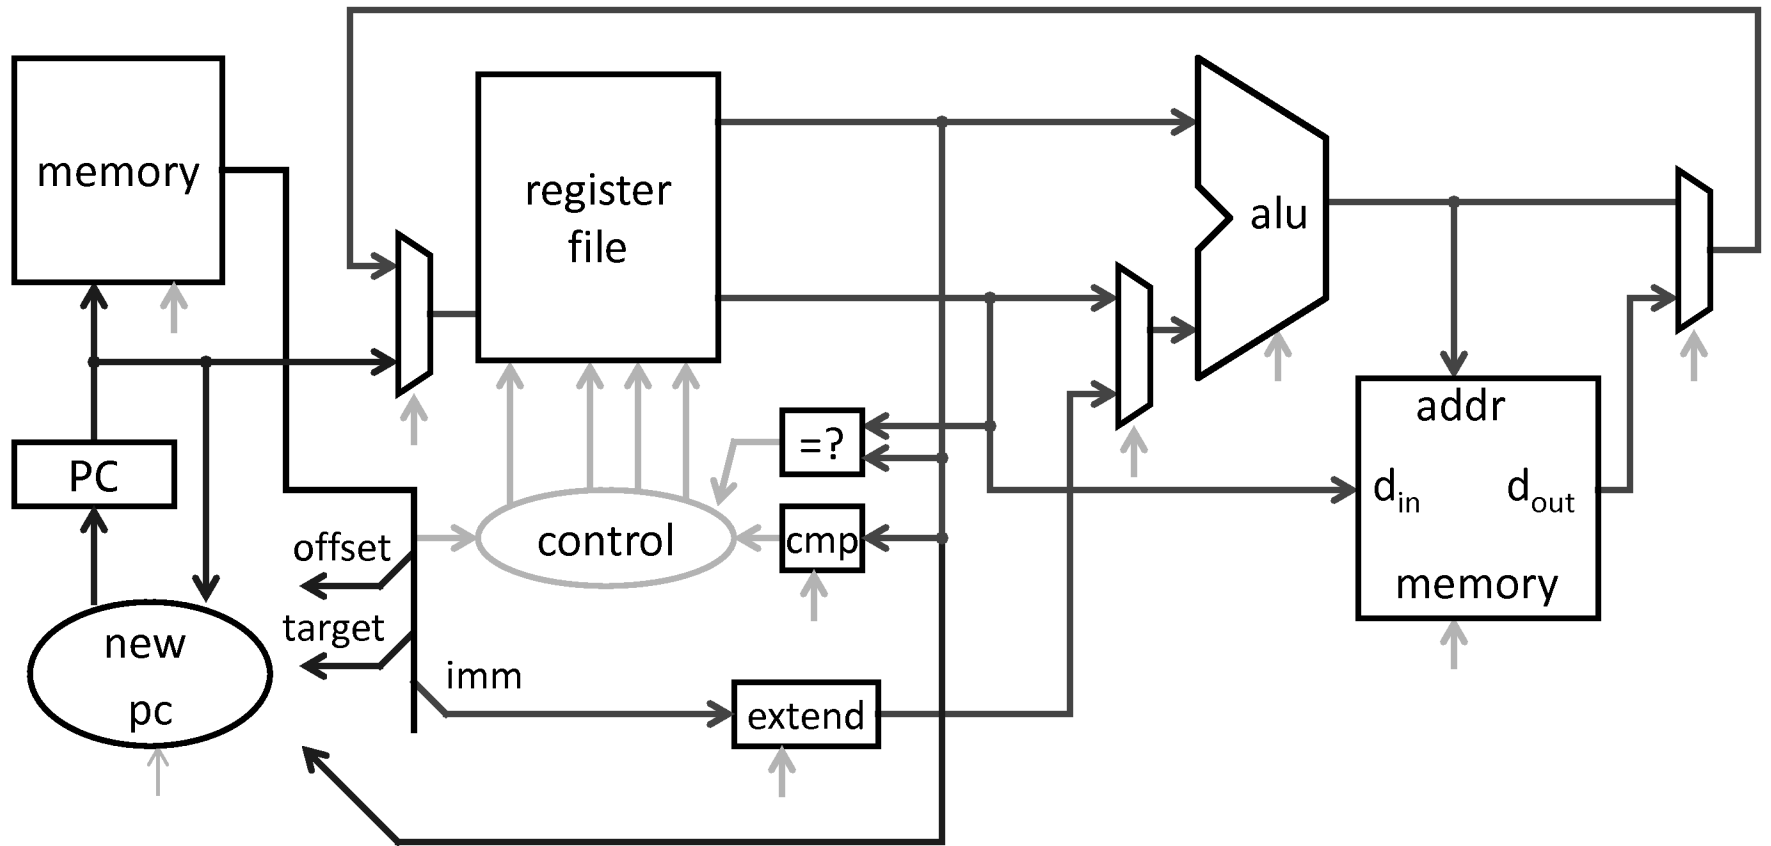 memory
register
file
alu
addr
PC
=?
d_in
d_out
offset
control
cmp
memory
target
new
pc
imm
extend